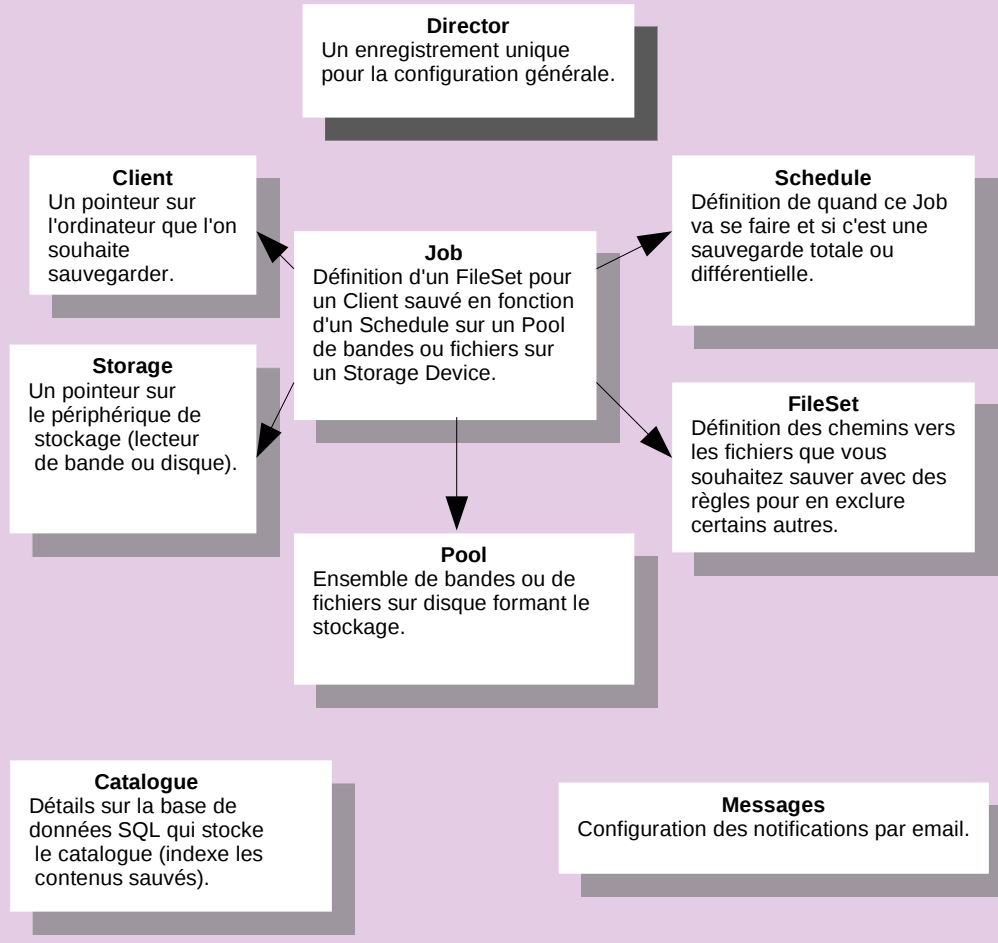 Director
Un enregistrement unique
pour la configuration générale.
Client
Un pointeur sur
l'ordinateur que l'on
souhaite
sauvegarder.
Schedule
Définition de quand ce Job
va se faire et si c'est une
sauvegarde totale ou
différentielle.
Job
Définition d'un FileSet pour
un Client sauvé en fonction
d'un Schedule sur un Pool
de bandes ou fichiers sur
un Storage Device.
Storage
Un pointeur sur
le périphérique de
stockage (lecteur
de bande ou disque).
FileSet
Définition des chemins vers
les fichiers que vous
souhaitez sauver avec des
règles pour en exclure
certains autres.
Pool
Ensemble de bandes ou de
fichiers sur disque formant le
stockage.
Catalogue
Détails sur la base de
données SQL qui stocke
le catalogue (indexe les
contenus sauvés).
Messages
Configuration des notifications par email.